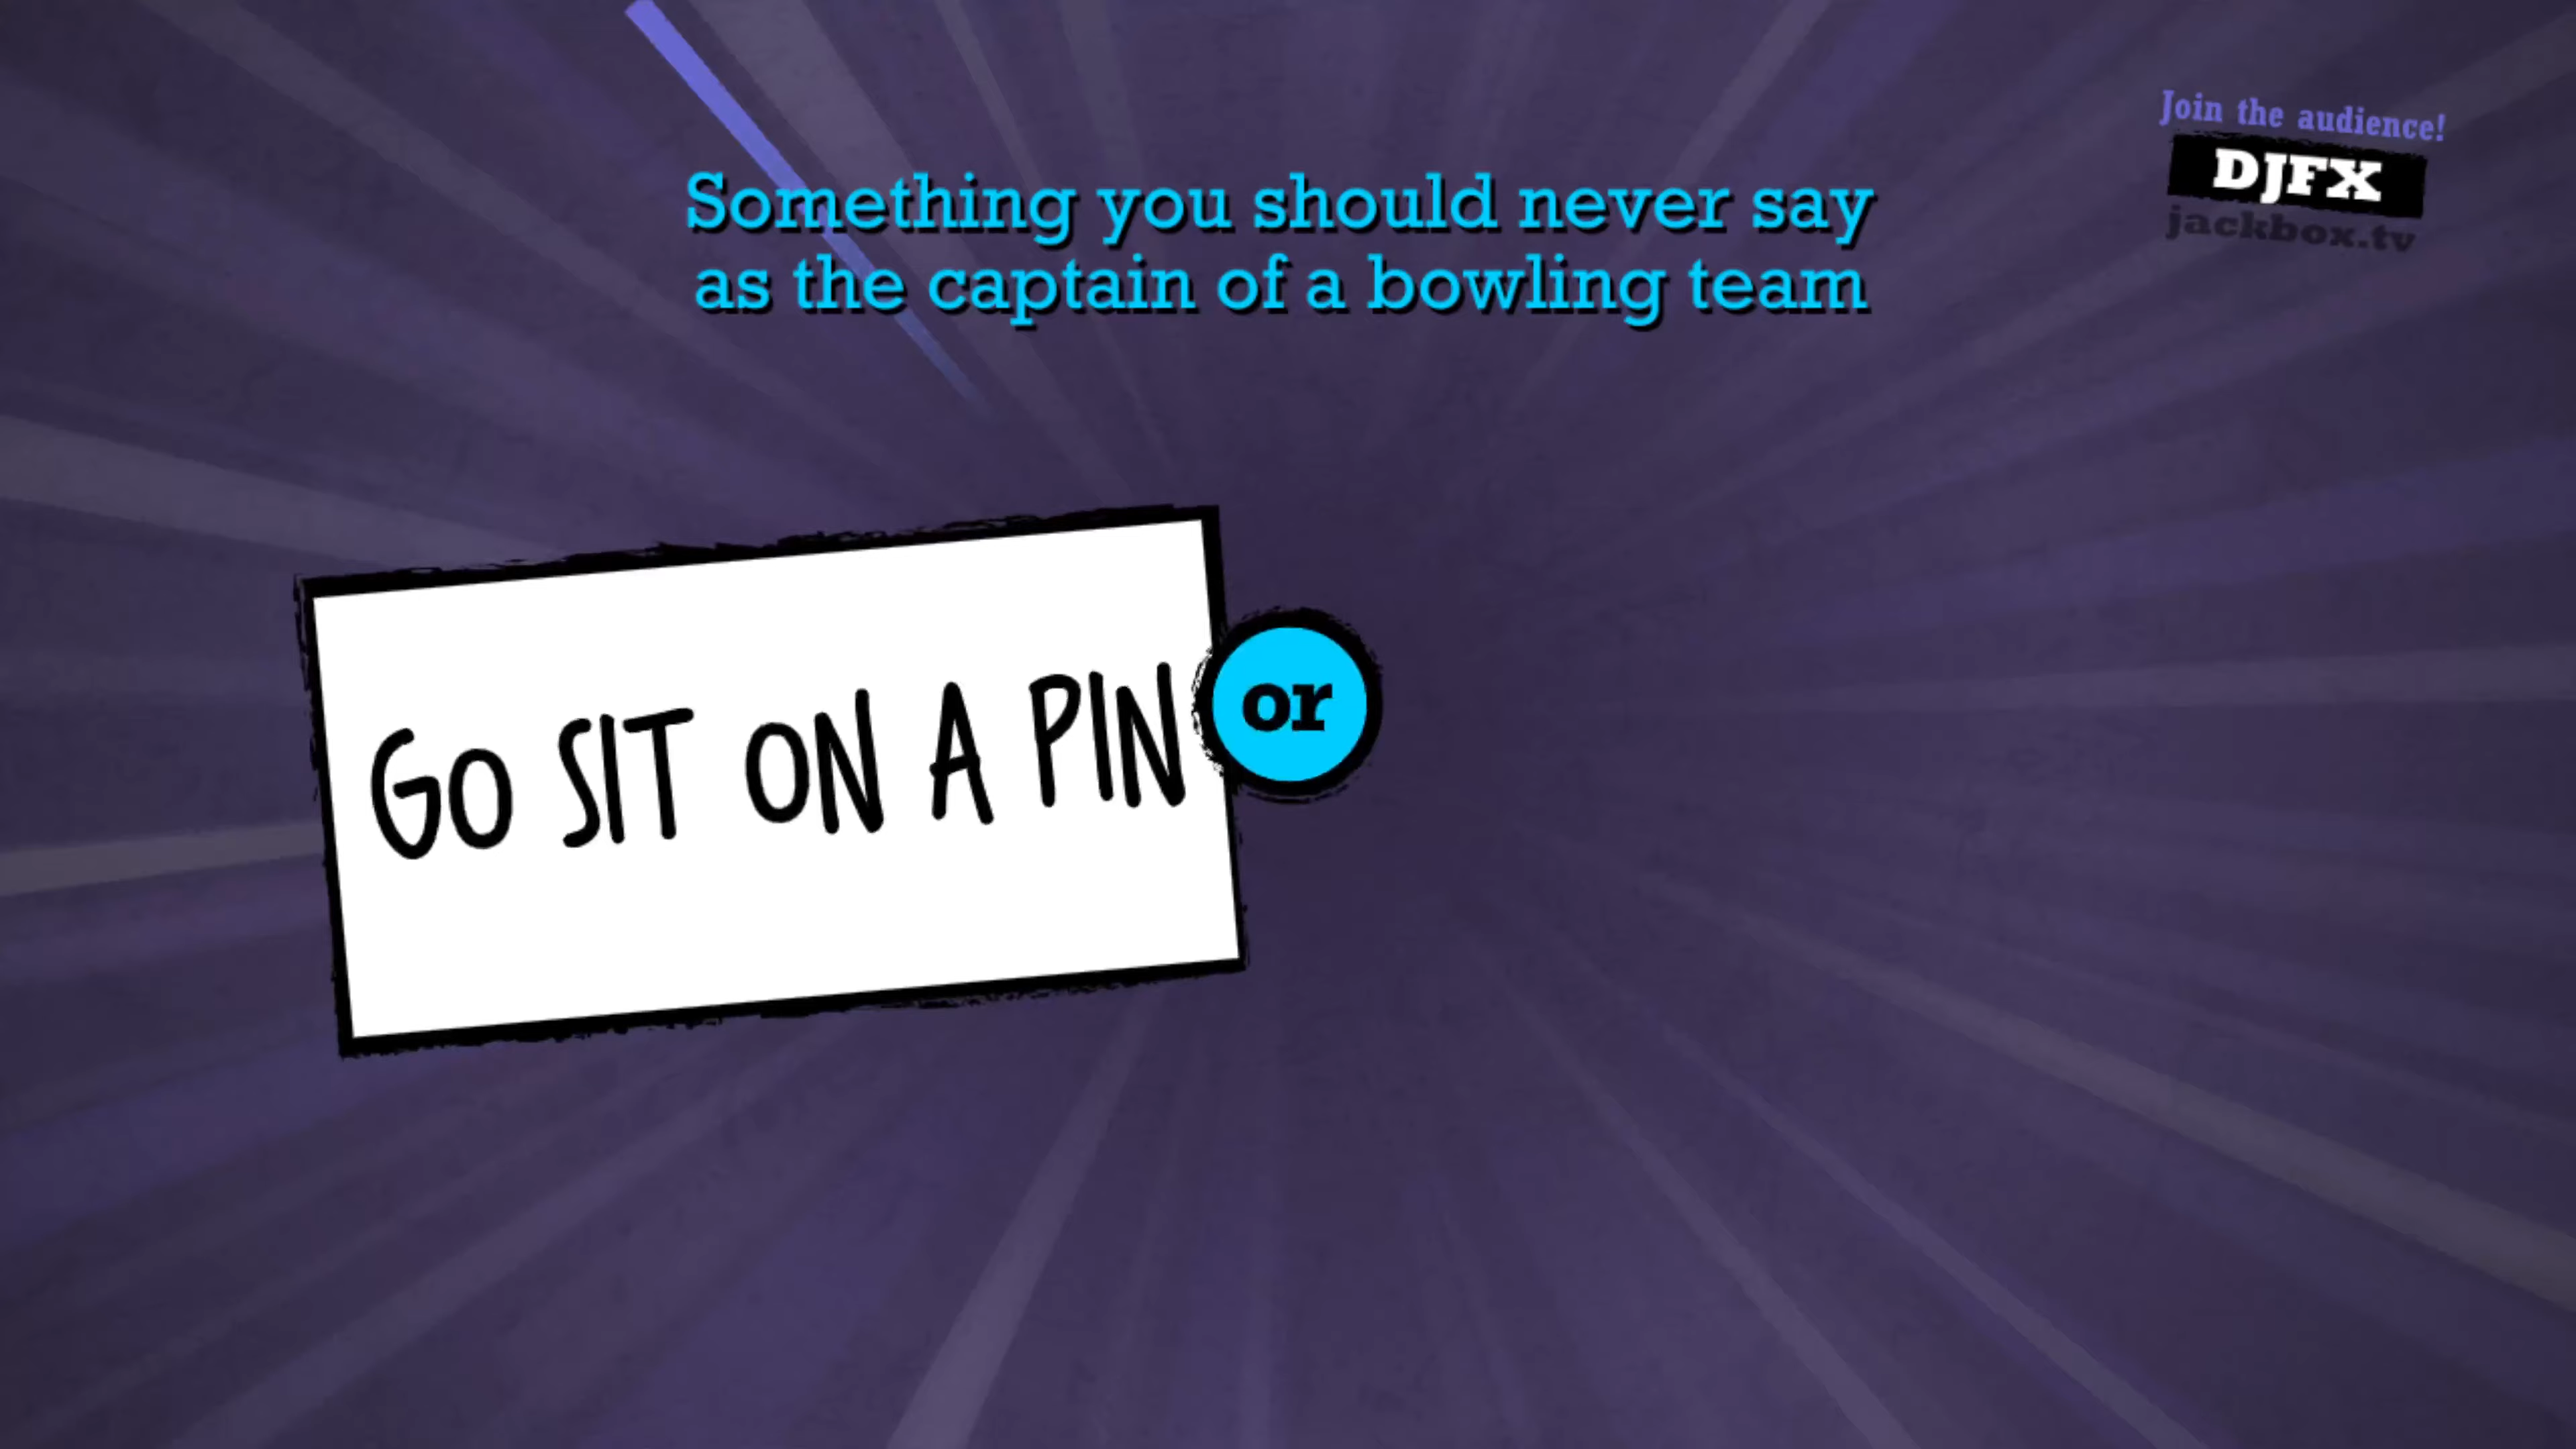 Join the audience!
DJFX
jackbox.tv
Something you should never say
as the captain of a bowling team
GO SIT ON A PIN
or